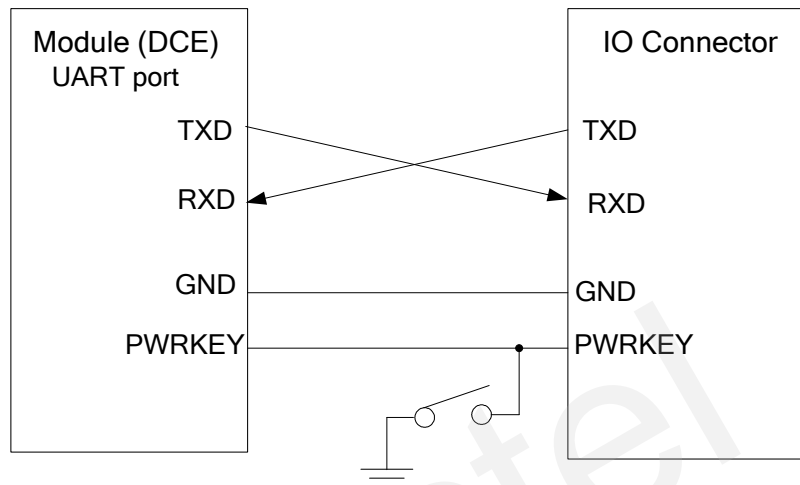 Module (DCE)
UART port
TXD
RXD
GND
PWRKEY
IO Connector
TXD
RXD
GND
PWRKEY